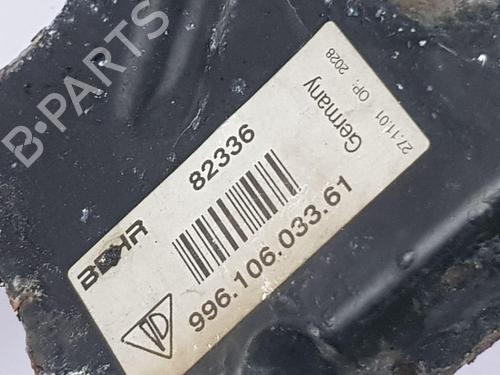 B-PARTS
BEHR
82336
Germany
27.11.01 OP: 2028
996.106.033.61